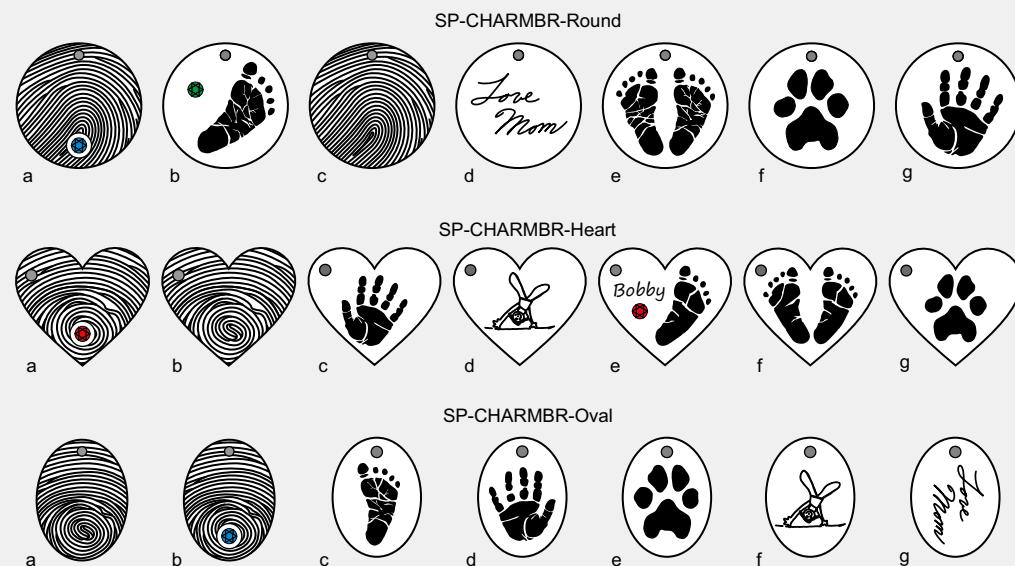 SP-CHARMBR-Round
Love
Mom
a b c d e f g
SP-CHARMBR-Heart
Bobby
a b c d e f g
SP-CHARMBR-Oval
Love
Mom
a b c d e f g